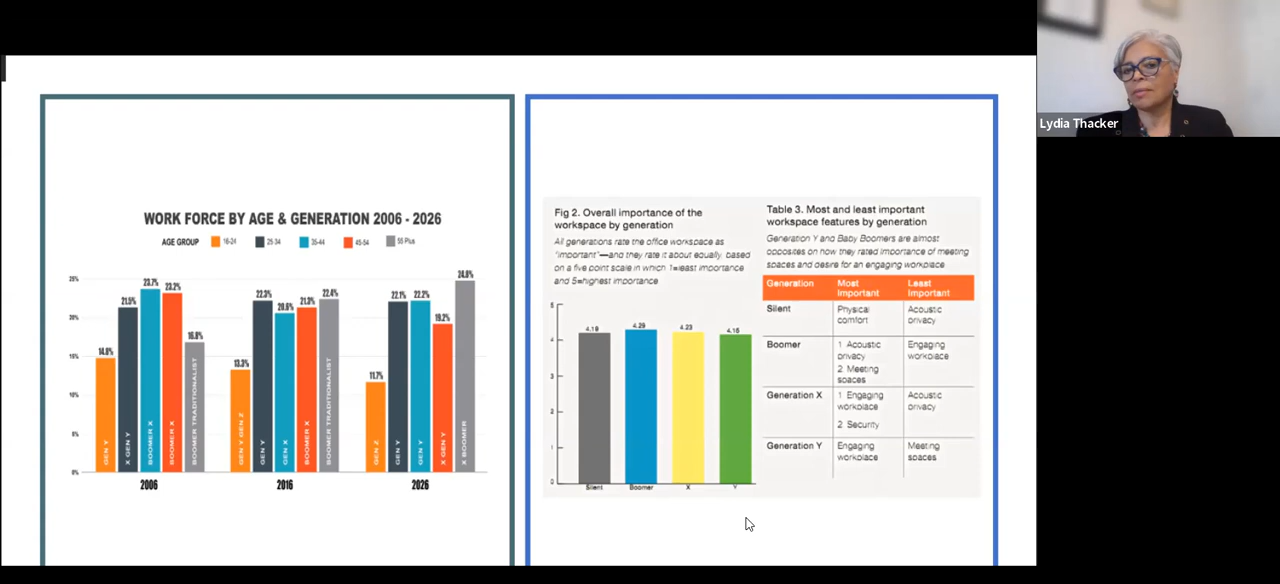 Lydia Thacker
WORK FORCE BY AGE & GENERATION 2006 - 2026
AGE GROUP 16-24 25-34 35-44 45-54 55 Plus
25%
20%
15%
10%
5%
0%
14.8% 21.5% 23.7% 23.2% 16.8%
13.3% 22.3% 20.6% 21.3% 22.4%
11.7% 22.1% 22.2% 19.2% 24.8%
GEN Y
X GEN Y
BOOMER X
BOOMER X
BOOMER TRADITIONALIST
GEN Y GEN Z
GEN Y
GEN X
BOOMER X
BOOMER TRADITIONALIST
GEN Z
GEN Y
GEN Y
X GEN Y
X BOOMER
2006 2016 2026
Fig 2. Overall importance of the
workspace by generation
All generations rate the office workspace as
"important"—and they rate it about equally, based
on a five point scale in which 1=least importance
and 5=highest importance
5
4
3
2
1
0
4.19 4.29 4.23 4.15
Silent Boomer X Y
Table 3. Most and least important
workspace features by generation
Generation Y and Baby Boomers are almost
opposites on how they rated importance of meeting
spaces and desire for an engaging workplace
Generation Most Least
Important Important
Silent Physical Acoustic
comfort privacy
Boomer 1 Acoustic Engaging
privacy workplace
2 Meeting
spaces
Generation X 1 Engaging Acoustic
workplace privacy
2 Security
Generation Y Engaging Meeting
workplace spaces